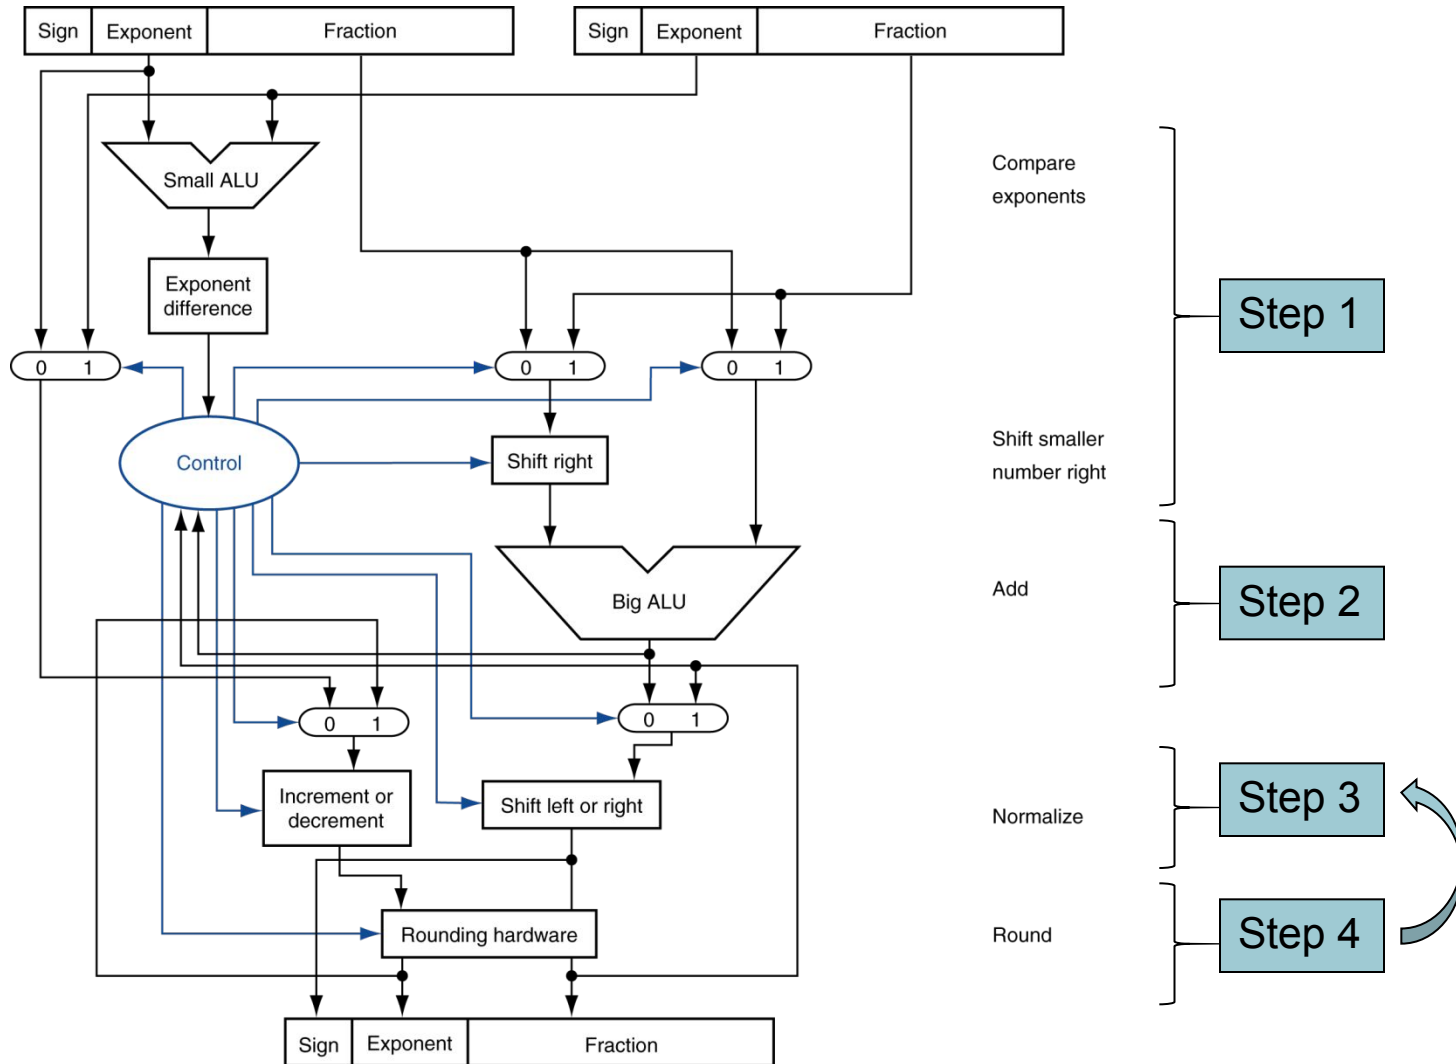 Sign Exponent Fraction Sign Exponent Fraction
Small ALU
Compare
exponents
Exponent
difference
Step 1
0 1 0 1 0 1
Control
Shift right
Shift smaller
number right
Big ALU
Add
Step 2
0 1 0 1
Increment or
decrement
Shift left or right
Normalize
Step 3
Rounding hardware
Round
Step 4
Sign Exponent Fraction